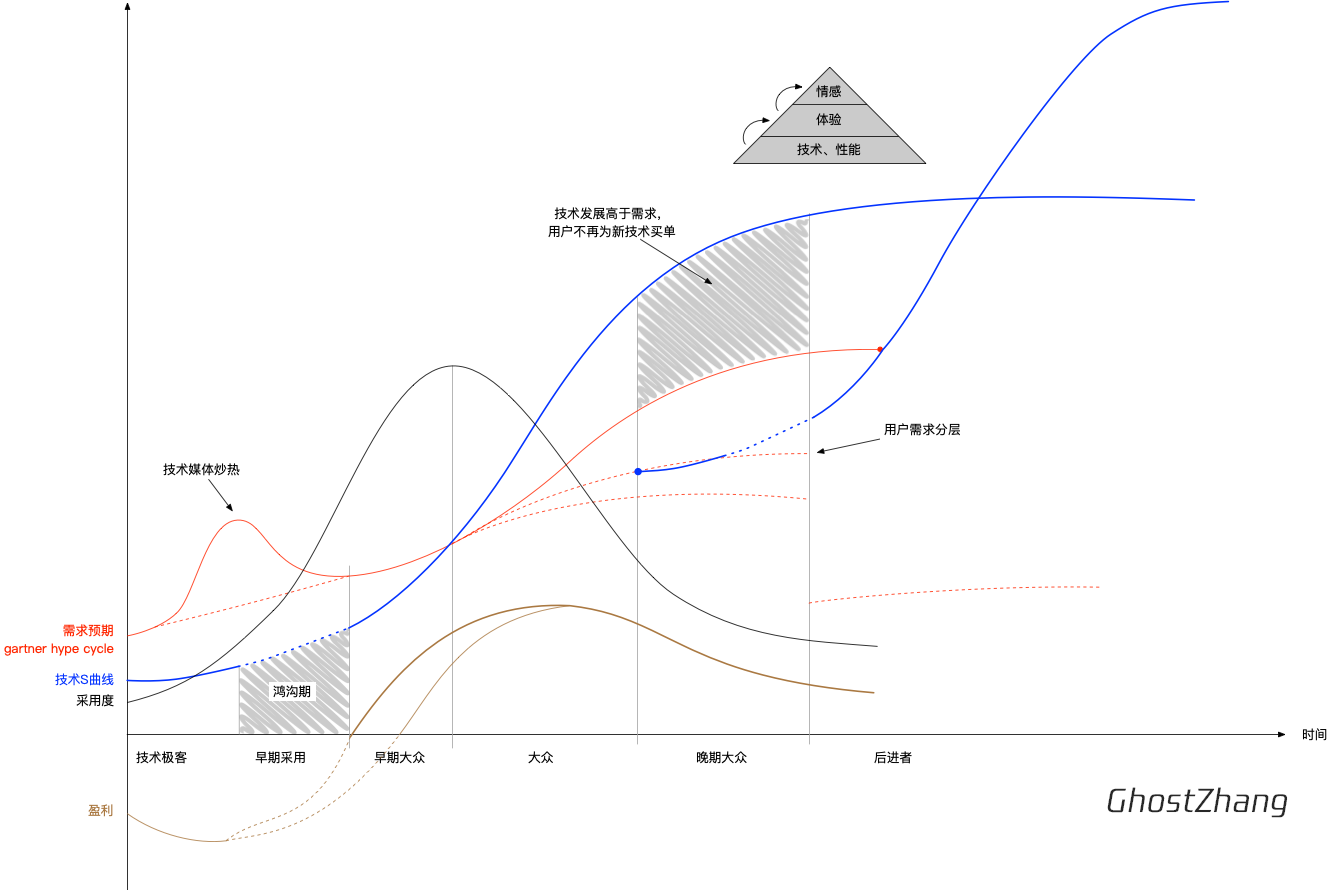 情感
体验
技术、性能
技术发展高于需求,
用户不再为新技术买单
用户需求分层
技术媒体炒热
需求预期
gartner hype cycle
技术S曲线
采用度
鸿沟期
时间
技术极客
早期采用
早期大众
大众
晚期大众
后进者
盈利
GhostZhang